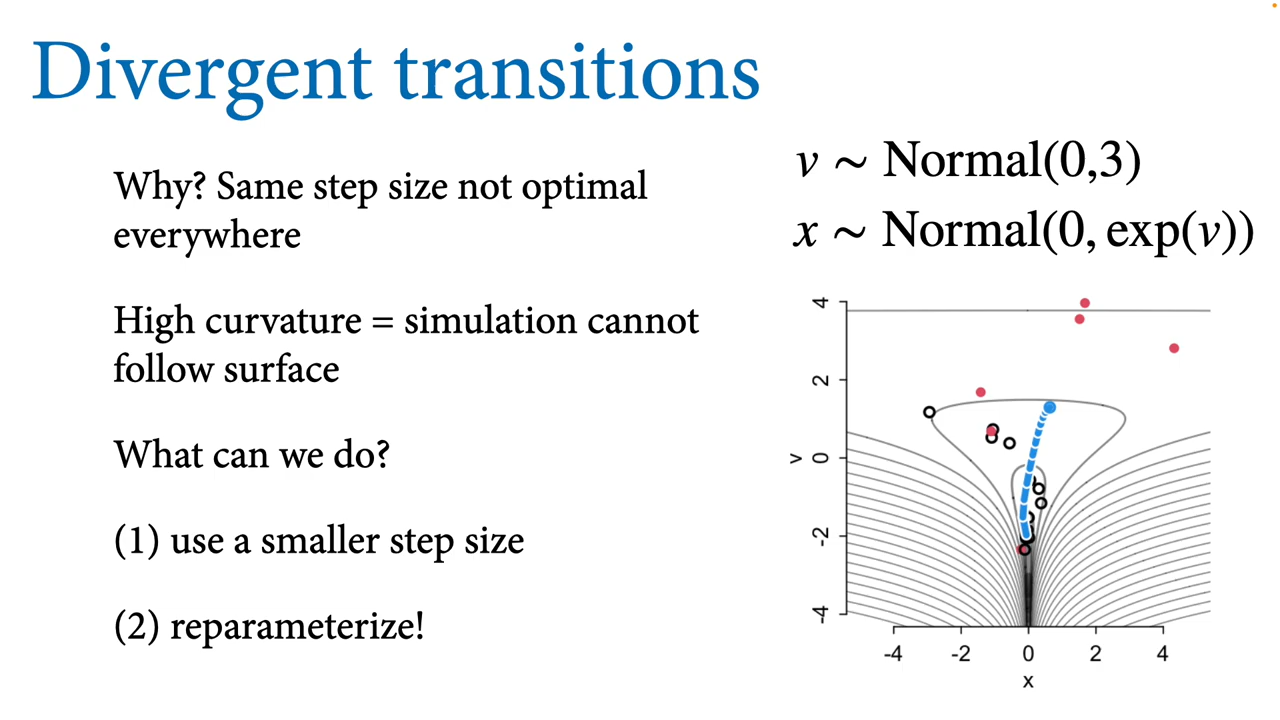 Divergent transitions
Why? Same step size not optimal
everywhere
High curvature = simulation cannot
follow surface
What can we do?
(1) use a smaller step size
(2) reparameterize!
v ∼ Normal(0,3)
x ∼ Normal(0, exp(v))
4
2
0
-2
-4
v
-4 -2 0 2 4
x